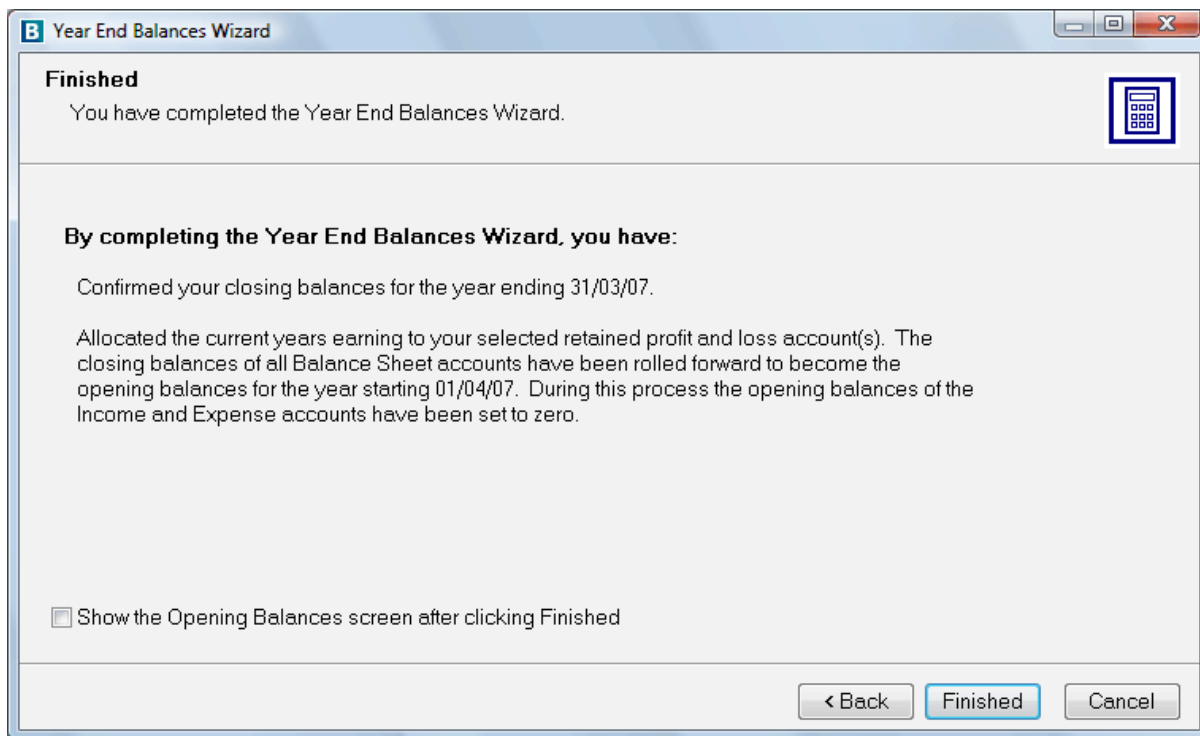 B Year End Balances Wizard
Finished
You have completed the Year End Balances Wizard.
By completing the Year End Balances Wizard, you have:
Confirmed your closing balances for the year ending 31/03/07.
Allocated the current years earning to your selected retained profit and loss account(s). The
closing balances of all Balance Sheet accounts have been rolled forward to become the
opening balances for the year starting 01/04/07. During this process the opening balances of the
Income and Expense accounts have been set to zero.
Show the Opening Balances screen after clicking Finished
< Back Finished Cancel